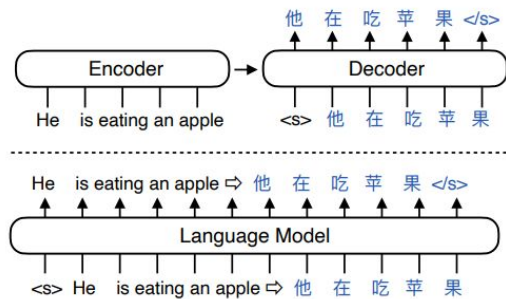 他 在 吃 苹 果 </s>
Encoder
Decoder
He is eating an apple
<s> 他 在 吃 苹 果
He is eating an apple ⇨ 他 在 吃 苹 果 </s>
Language Model
<s> He is eating an apple ⇨ 他 在 吃 苹 果